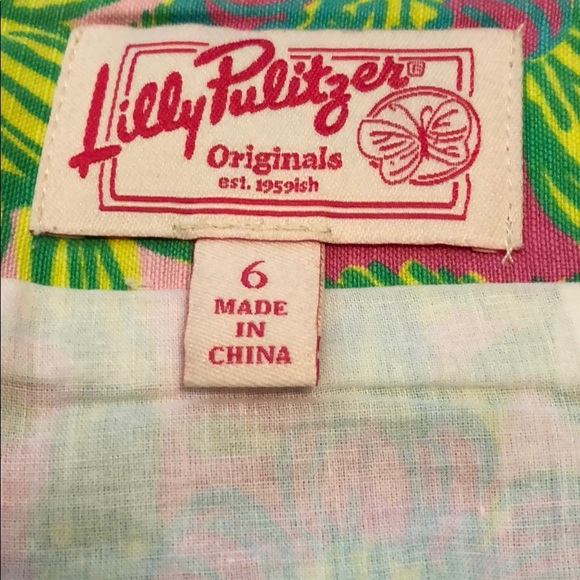 Lilly Pulitzer®
Originals
est. 1959ish
6
MADE
IN
CHINA